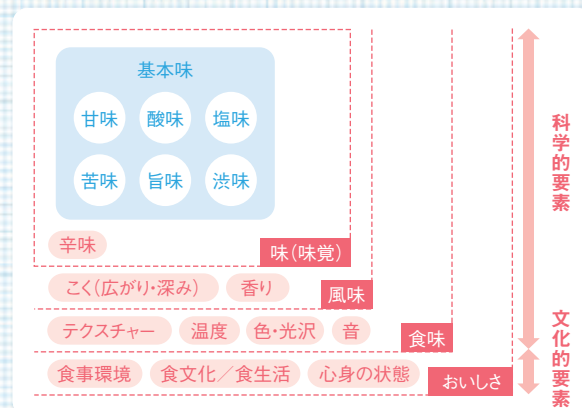 基本味
甘味
酸味
塩味
苦味
旨味
渋味
辛味
味（味覚）
こく（広がり・深み）
香り
風味
テクスチャー
温度
色・光沢
音
食味
食事環境
食文化／食生活
心身の状態
おいしさ
科学的要素
文化的要素